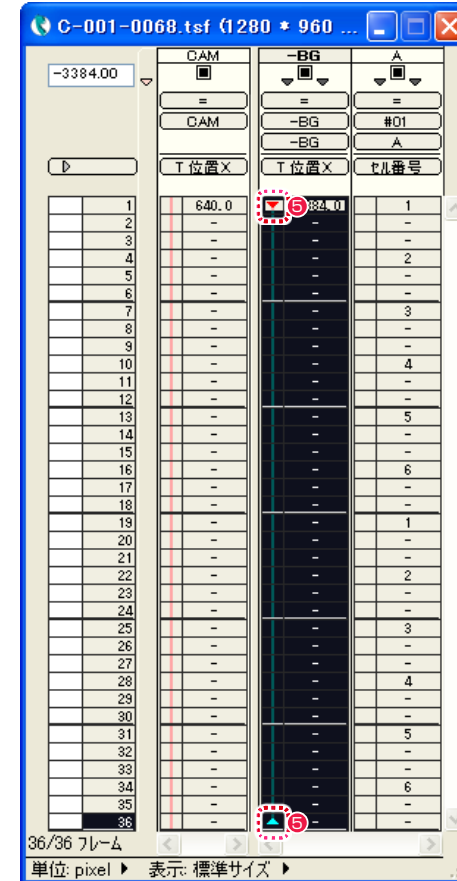 C-001-0068.tsf (1280 * 960 ...
CAM -BG A
-3384.00
= = =
CAM -BG #01
-BG A
T 位置X T 位置X セル番号
1 640.0 84.0 1
2 - - -
3 - - -
4 - - 2
5 - - -
6 - - -
7 - - 3
8 - - -
9 - - -
10 - - 4
11 - - -
12 - - -
13 - - 5
14 - - -
15 - - -
16 - - 6
17 - - -
18 - - -
19 - - 1
20 - - -
21 - - -
22 - - 2
23 - - -
24 - - -
25 - - 3
26 - - -
27 - - -
28 - - 4
29 - - -
30 - - -
31 - - 5
32 - - -
33 - - -
34 - - 6
35 - - -
36 - - -
❺
❺
36/36 フレーム
単位: pixel ▶ 表示: 標準サイズ ▶